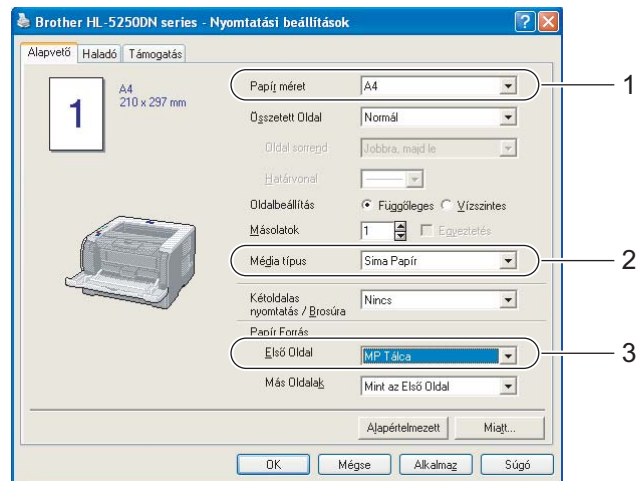 Brother HL-5250DN series - Nyomtatási beállítások
Alapvető Haladó Támogatás
1
A4
210 x 297 mm
Papír méret A4 1
Összetett Oldal Normál
Oldal sorrend Jobbra, majd le
Határvonal
Oldalbeállítás Függőleges Vízszintes
Másolatok 1 Egyeztetés
Média típus Sima Papír 2
Kétoldalas
nyomtatás / Brosúra Nincs
Papír Forrás
Első Oldal MP Tálca 3
Más Oldalak Mint az Első Oldal
Alapértelmezett Miatt...
OK Mégse Alkalmaz Súgó